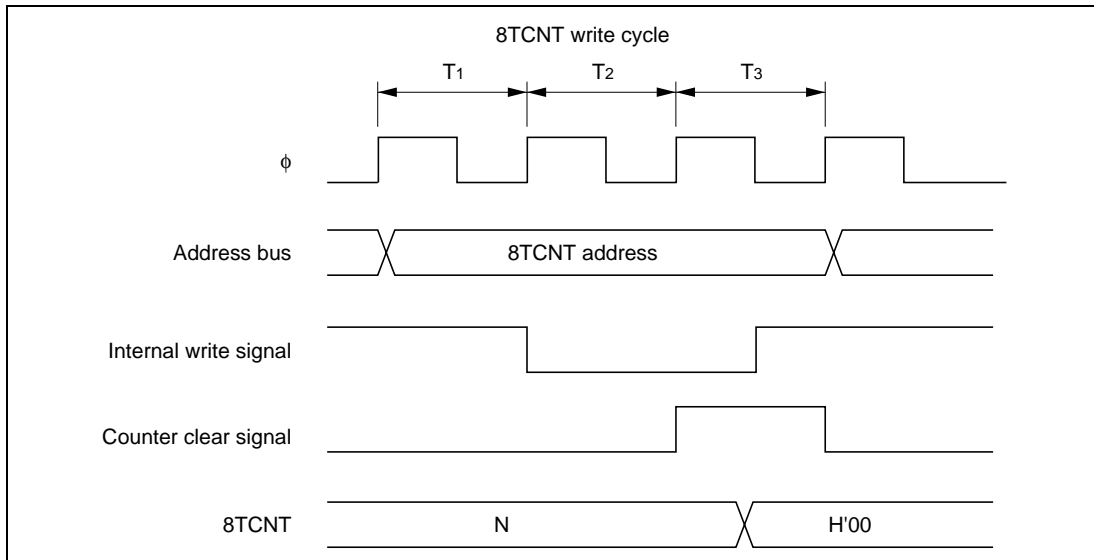 8TCNT write cycle
T1 T2 T3
φ
Address bus
8TCNT address
Internal write signal
Counter clear signal
8TCNT
N
H'00